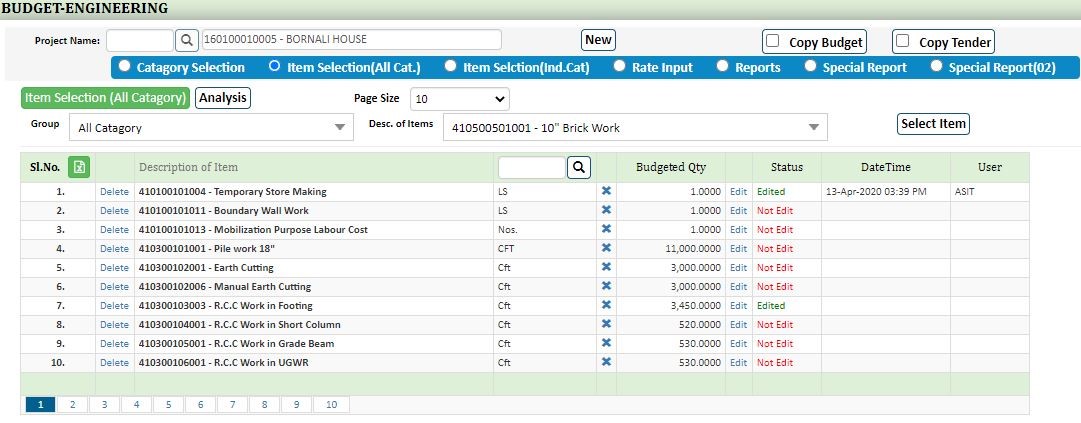 BUDGET-ENGINEERING
Project Name: 160100010005 - BORNALI HOUSE New Copy Budget Copy Tender
Catagory Selection Item Selection(All Cat.) Item Selction(Ind.Cat) Rate Input Reports Special Report Special Report(02)
Item Selection (All Catagory) Analysis Page Size 10
Group All Catagory Desc. of Items 410500501001 - 10" Brick Work Select Item
Sl.No. Description of Item Budgeted Qty Status DateTime User
1. Delete 410100101004 - Temporary Store Making LS 1.0000 Edit Edited 13-Apr-2020 03:39 PM ASIT
2. Delete 410100101011 - Boundary Wall Work LS 1.0000 Edit Not Edit
3. Delete 410100101013 - Mobilization Purpose Labour Cost Nos. 1.0000 Edit Not Edit
4. Delete 410300101001 - Pile work 18" CFT 11,000.0000 Edit Not Edit
5. Delete 410300102001 - Earth Cutting Cft 3,000.0000 Edit Not Edit
6. Delete 410300102006 - Manual Earth Cutting Cft 3,000.0000 Edit Not Edit
7. Delete 410300103003 - R.C.C Work in Footing Cft 3,450.0000 Edit Edited
8. Delete 410300104001 - R.C.C Work in Short Column Cft 520.0000 Edit Not Edit
9. Delete 410300105001 - R.C.C Work in Grade Beam Cft 530.0000 Edit Not Edit
10. Delete 410300106001 - R.C.C Work in UGWR Cft 530.0000 Edit Not Edit
1 2 3 4 5 6 7 8 9 10